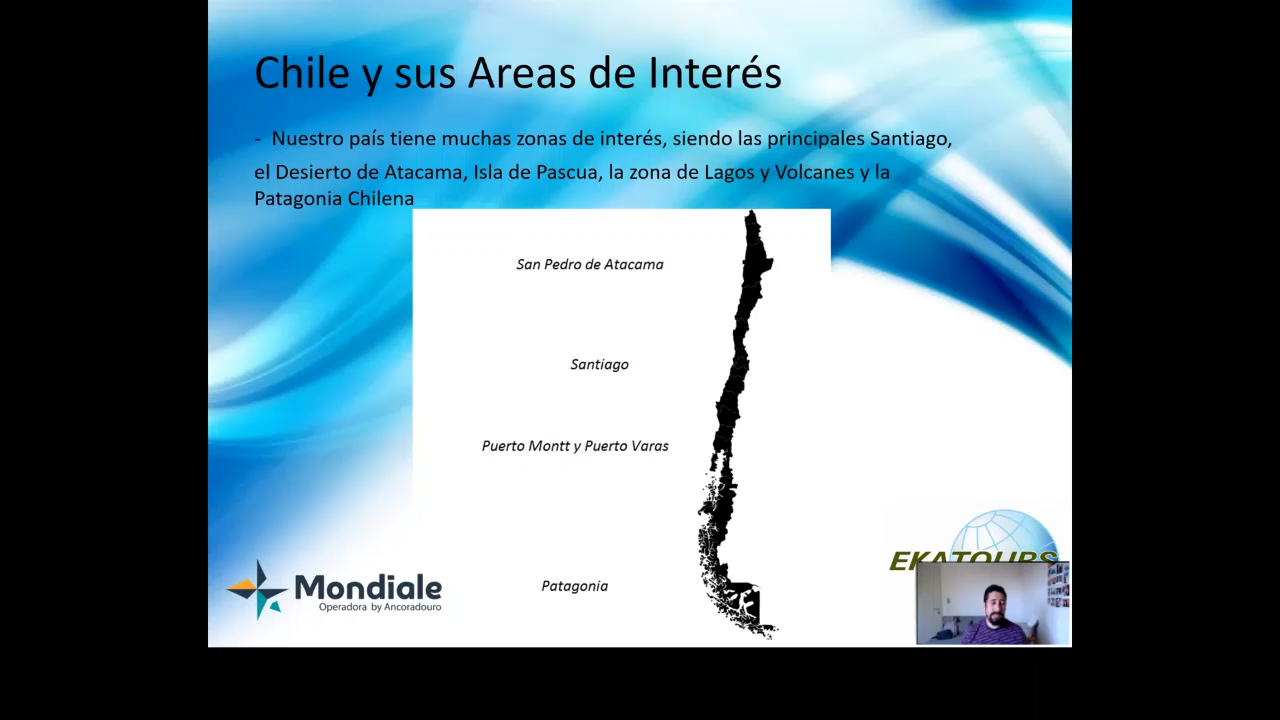 Chile y sus Areas de Interés
- Nuestro país tiene muchas zonas de interés, siendo las principales Santiago,
el Desierto de Atacama, Isla de Pascua, la zona de Lagos y Volcanes y la
Patagonia Chilena
San Pedro de Atacama
Santiago
Puerto Montt y Puerto Varas
Patagonia
Mondiale
Operadora by Ancoradouro
EKATOURS